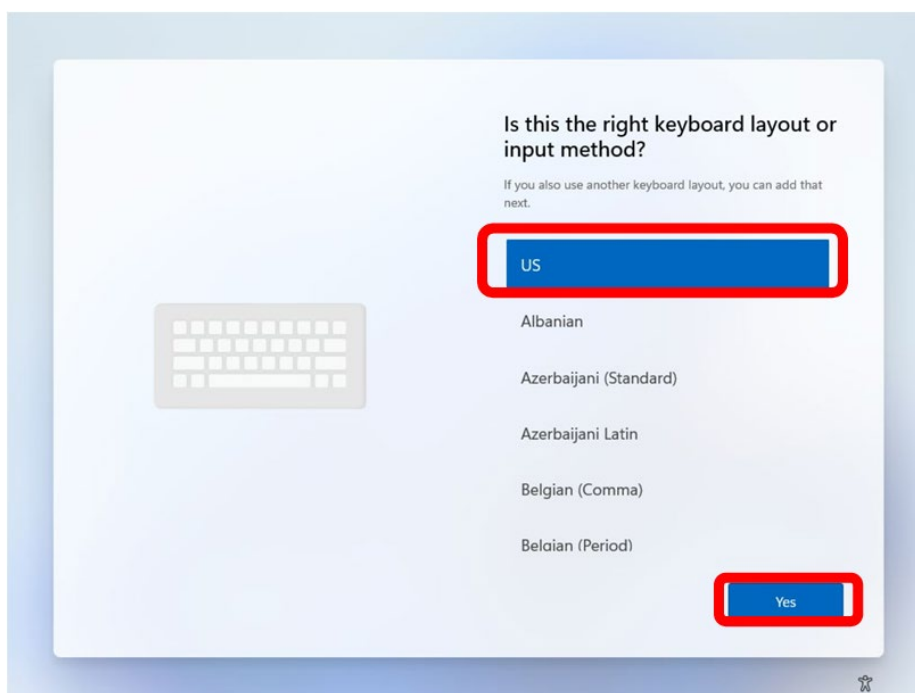 Is this the right keyboard layout or
input method?
If you also use another keyboard layout, you can add that
next.
US
Albanian
Azerbaijani (Standard)
Azerbaijani Latin
Belgian (Comma)
Belgian (Period)
Yes